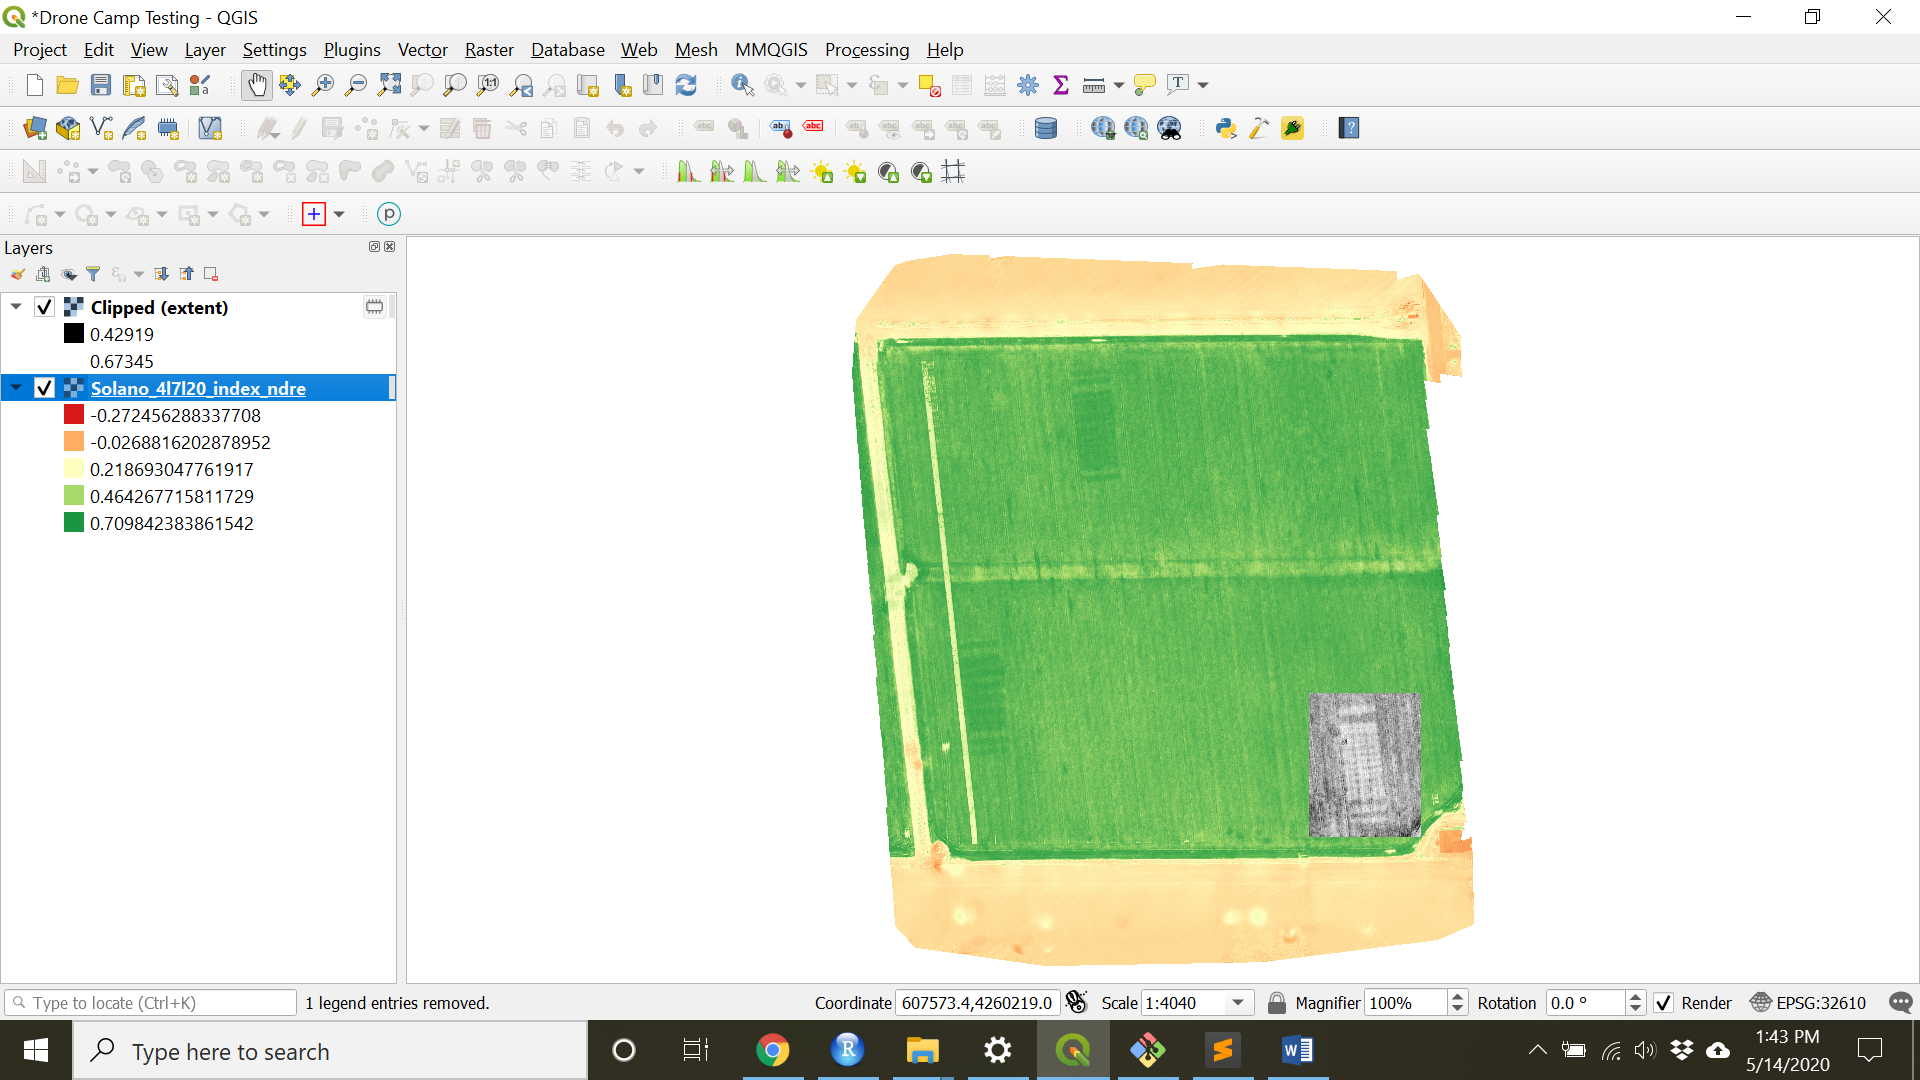 *Drone Camp Testing - QGIS
Project Edit View Layer Settings Plugins Vector Raster Database Web Mesh MMQGIS Processing Help
Layers
Clipped (extent)
0.42919
0.67345
Solano_4l7l20_index_ndre
-0.272456288337708
-0.0268816202878952
0.218693047761917
0.464267715811729
0.709842383861542
Type to locate (Ctrl+K) 1 legend entries removed. Coordinate 607573.4,4260219.0 Scale 1:4040 Magnifier 100% Rotation 0.0 ° Render EPSG:32610
Type here to search
1:43 PM
5/14/2020